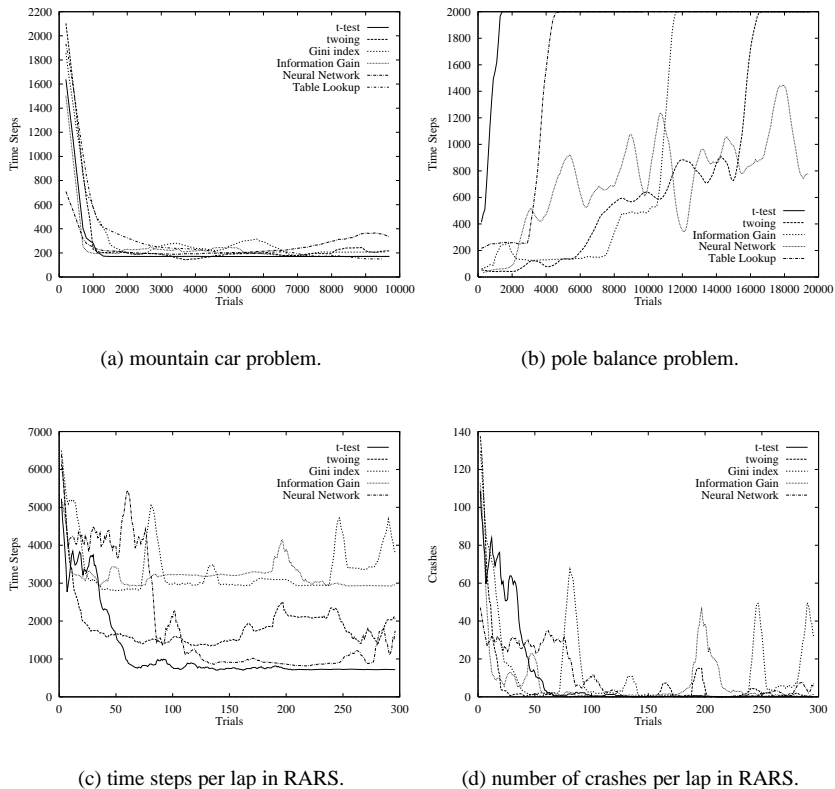 2200
2000
1800
1600
1400
1200
1000
800
600
400
200
0
Time Steps
t-test
twoing
Gini index
Information Gain
Neural Network
Table Lookup
0 1000 2000 3000 4000 5000 6000 7000 8000 9000 10000
Trials
(a) mountain car problem.
2000
1800
1600
1400
1200
1000
800
600
400
200
0
Time Steps
t-test
twoing
Information Gain
Neural Network
Table Lookup
0 2000 4000 6000 8000 10000 12000 14000 16000 18000 20000
Trials
(b) pole balance problem.
7000
6000
5000
4000
3000
2000
1000
0
Time Steps
t-test
twoing
Gini index
Information Gain
Neural Network
0 50 100 150 200 250 300
Trials
(c) time steps per lap in RARS.
140
120
100
80
60
40
20
0
Crashes
t-test
twoing
Gini index
Information Gain
Neural Network
0 50 100 150 200 250 300
Trials
(d) number of crashes per lap in RARS.